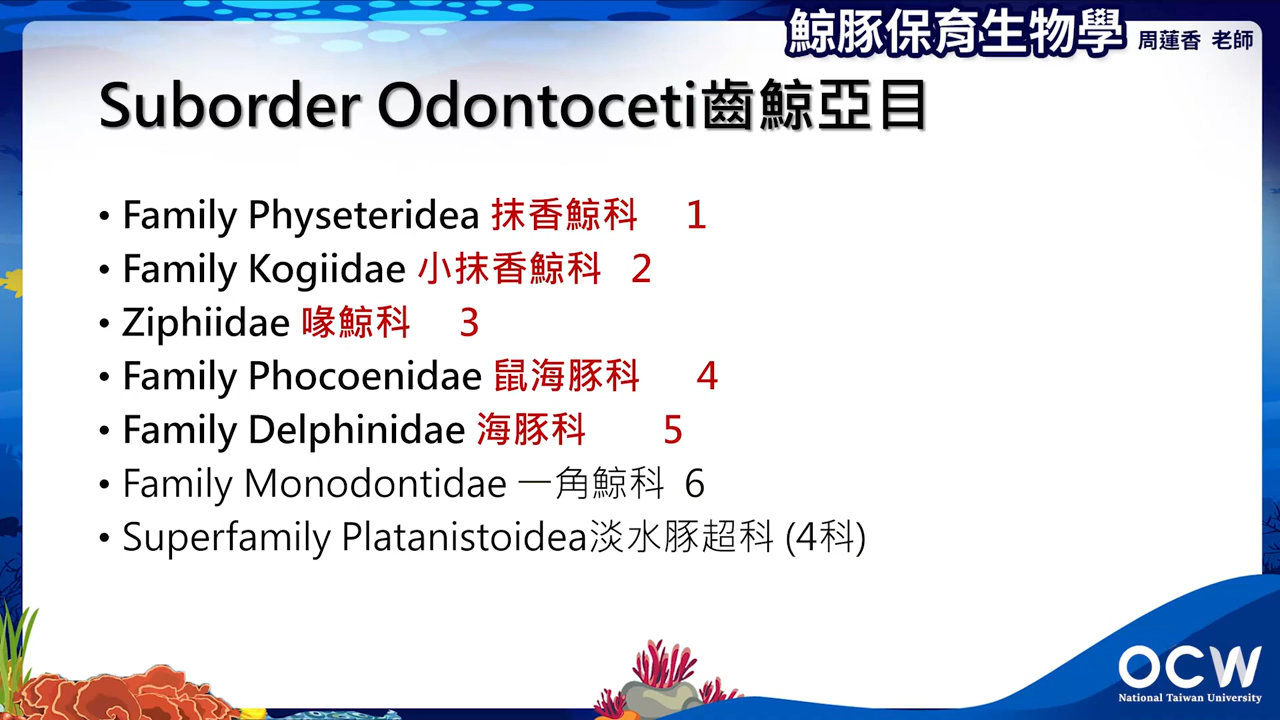 鯨豚保育生物學 周蓮香 老師
Suborder Odontoceti齒鯨亞目
• Family Physeteridea 抹香鯨科 1
• Family Kogiidae 小抹香鯨科 2
• Ziphiidae 喙鯨科 3
• Family Phocoenidae 鼠海豚科 4
• Family Delphinidae 海豚科 5
• Family Monodontidae 一角鯨科 6
• Superfamily Platanistoidea淡水豚超科 (4科)
OCW
National Taiwan University